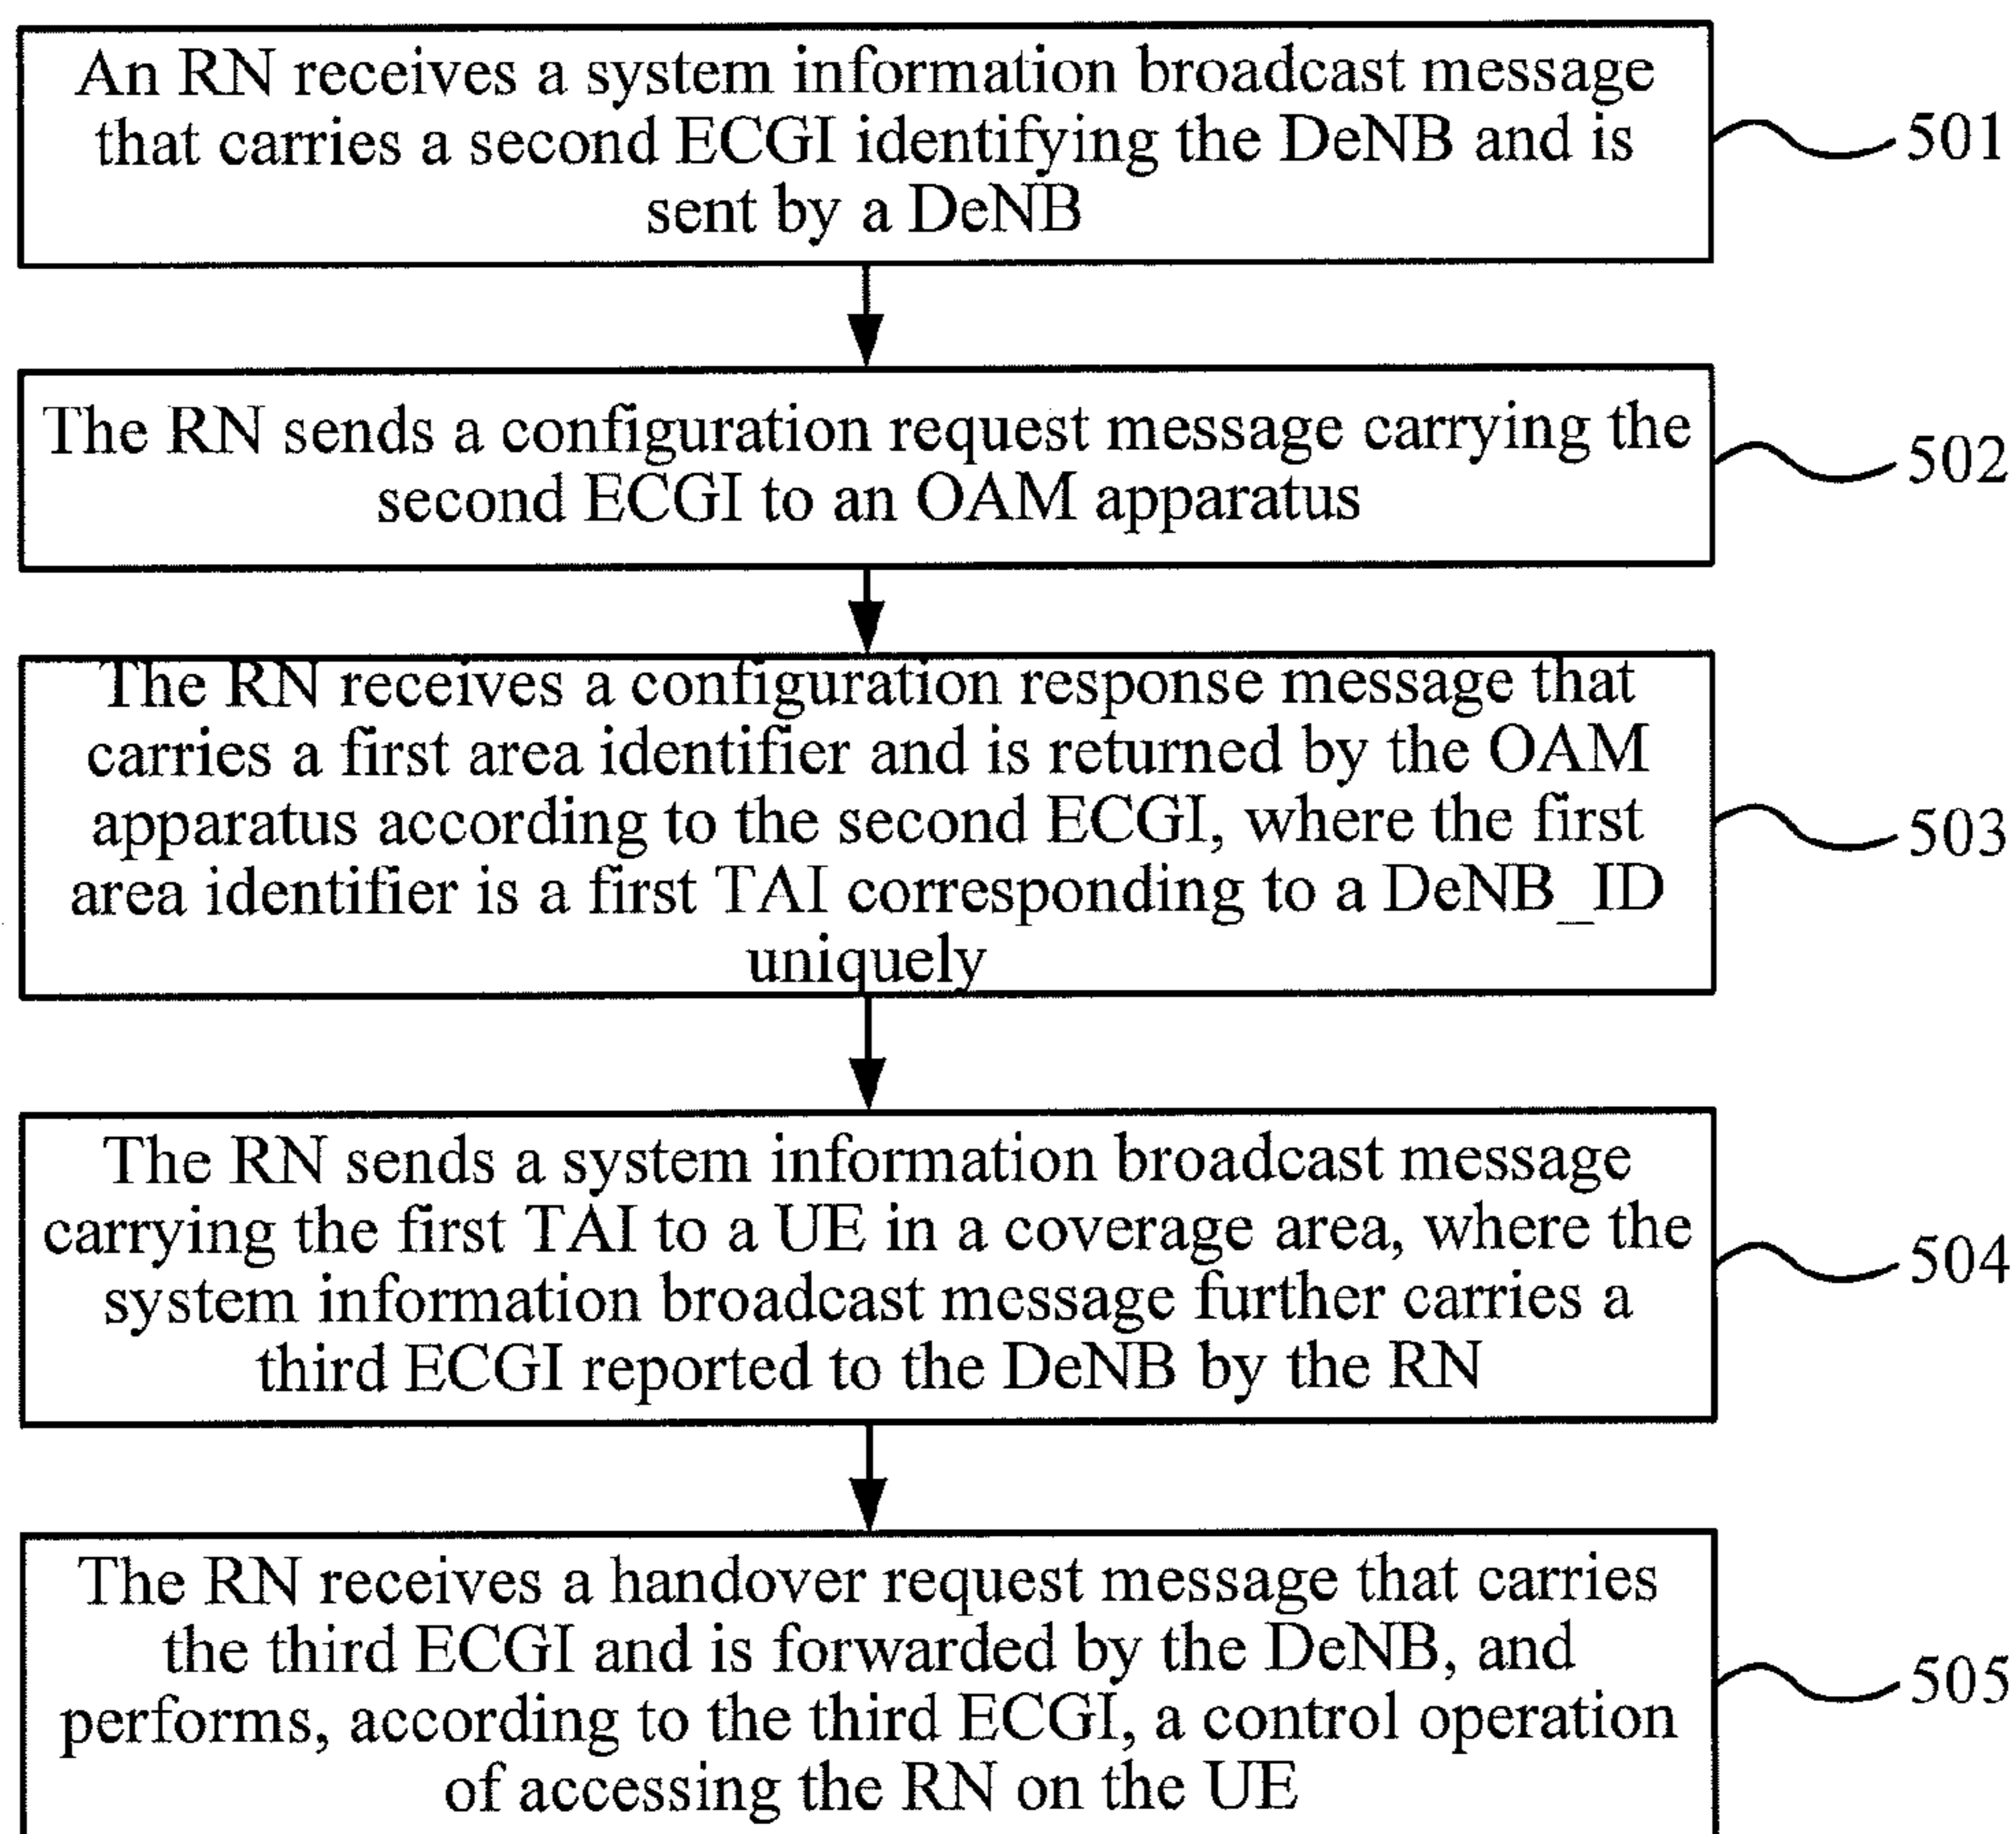 An RN receives a system information broadcast message
that carries a second ECGI identifying the DeNB and is
sent by a DeNB
501
The RN sends a configuration request message carrying the
second ECGI to an OAM apparatus
502
The RN receives a configuration response message that
carries a first area identifier and is returned by the OAM
apparatus according to the second ECGI, where the first
area identifier is a first TAI corresponding to a DeNB_ID
uniquely
503
The RN sends a system information broadcast message
carrying the first TAI to a UE in a coverage area, where the
system information broadcast message further carries a
third ECGI reported to the DeNB by the RN
504
The RN receives a handover request message that carries
the third ECGI and is forwarded by the DeNB, and
performs, according to the third ECGI, a control operation
of accessing the RN on the UE
505